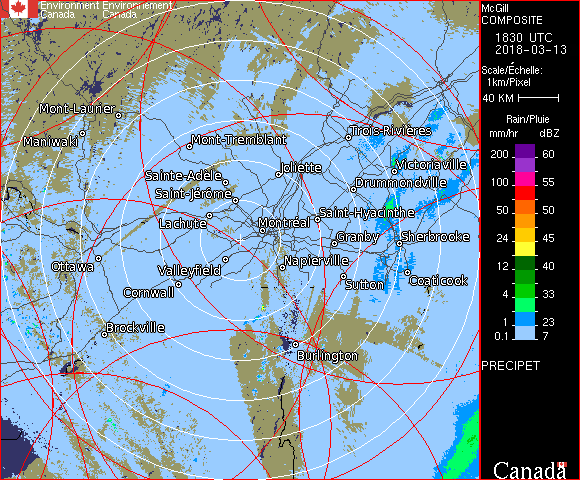 Environment Environnement
Canada Canada
McGill
COMPOSITE
1830 UTC
2018-03-13
Scale/Échelle:
1km/Pixel
40 KM
Rain/Pluie
mm/hr dBZ
200 60
100 55
50 50
24 45
12 40
4 33
1 23
0.1 7
PRECIPET
Canada
Mont-Laurier
Maniwaki
Mont-Tremblant
Trois-Rivières
Sainte-Adèle
Joliette
Victoriaville
Saint-Jérôme
Drummondville
Lachute
Montréal
Saint-Hyacinthe
Granby
Sherbrooke
Ottawa
Valleyfield
Napierville
Cornwall
Sutton
Coaticook
Brockville
Burlington